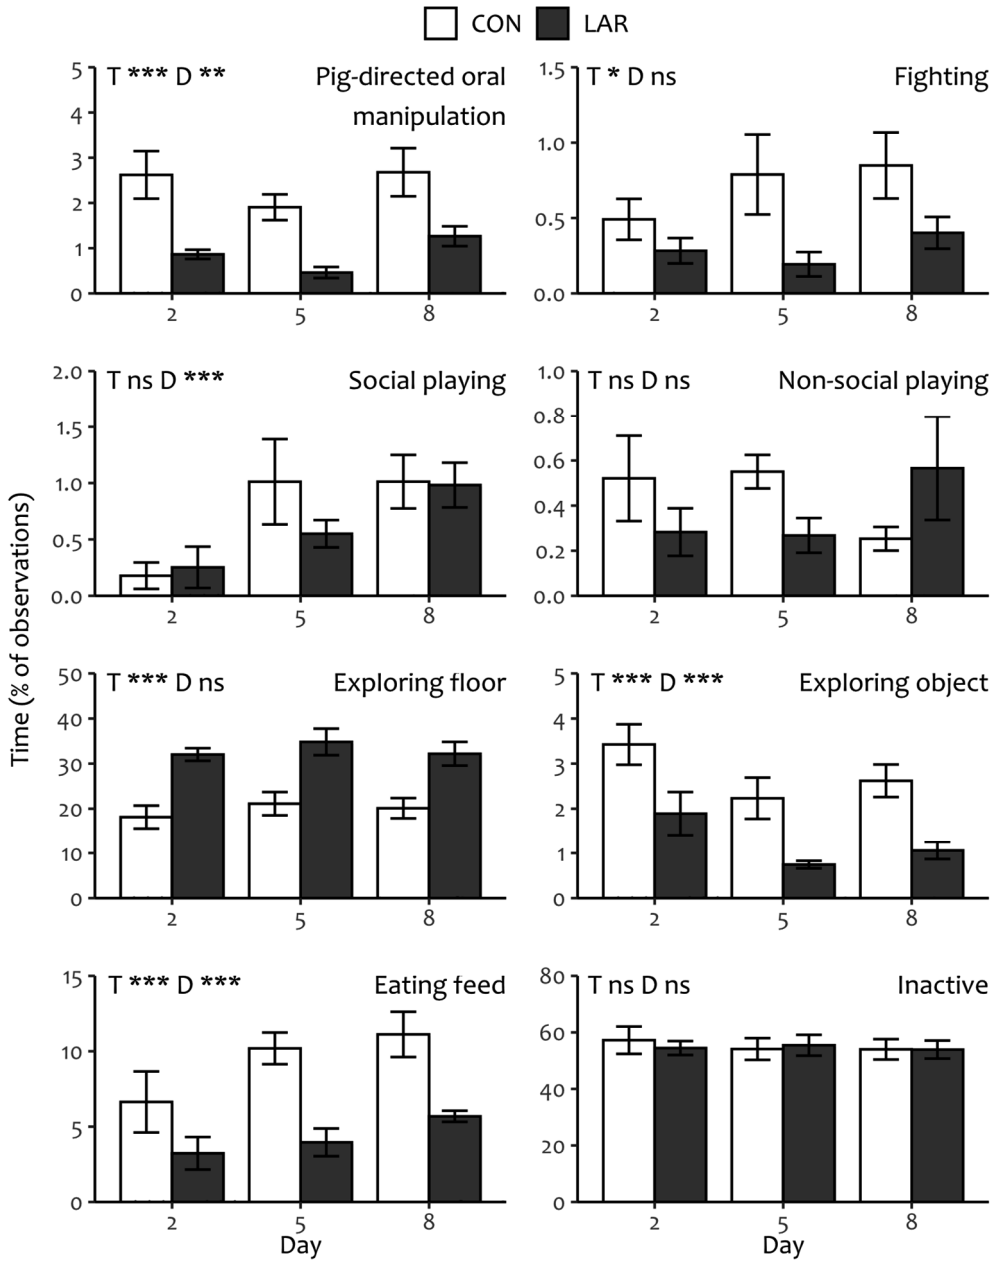 CON LAR
T *** D ** Pig-directed oral
manipulation
5
4
3
2
1
0
2 5 8
T * D ns Fighting
1.5
1.0
0.5
0.0
2 5 8
T ns D *** Social playing
2.0
1.5
1.0
0.5
0.0
2 5 8
T ns D ns Non-social playing
1.0
0.8
0.6
0.4
0.2
0.0
2 5 8
Time (% of observations)
T *** D ns Exploring floor
50
40
30
20
10
0
2 5 8
T *** D *** Exploring object
5
4
3
2
1
0
2 5 8
T *** D *** Eating feed
15
10
5
0
2 5 8
Day
T ns D ns Inactive
80
60
40
20
0
2 5 8
Day